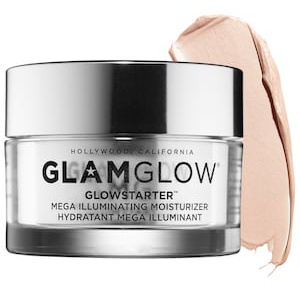 HOLLYWOOD, CALIFORNIA
GLAMGLOW®
GLOWSTARTER™
MEGA ILLUMINATING MOISTURIZER
HYDRATANT MEGA ILLUMINANT